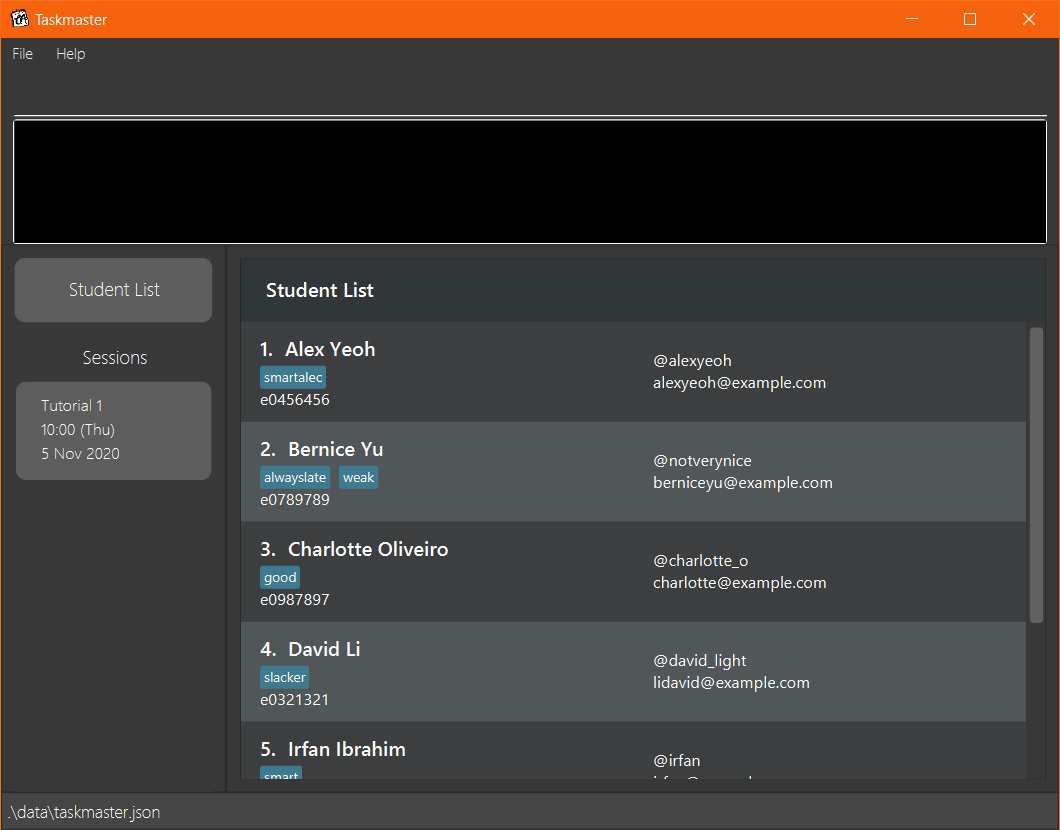 Taskmaster
File Help
Student List
Sessions
Tutorial 1
10:00 (Thu)
5 Nov 2020
Student List
1. Alex Yeoh
smartalec
e0456456
@alexyeoh
alexyeoh@example.com
2. Bernice Yu
alwayslate weak
e0789789
@notverynice
berniceyu@example.com
3. Charlotte Oliveiro
good
e0987897
@charlotte_o
charlotte@example.com
4. David Li
slacker
e0321321
@david_light
lidavid@example.com
5. Irfan Ibrahim
smart
@irfan
.\data\taskmaster.json